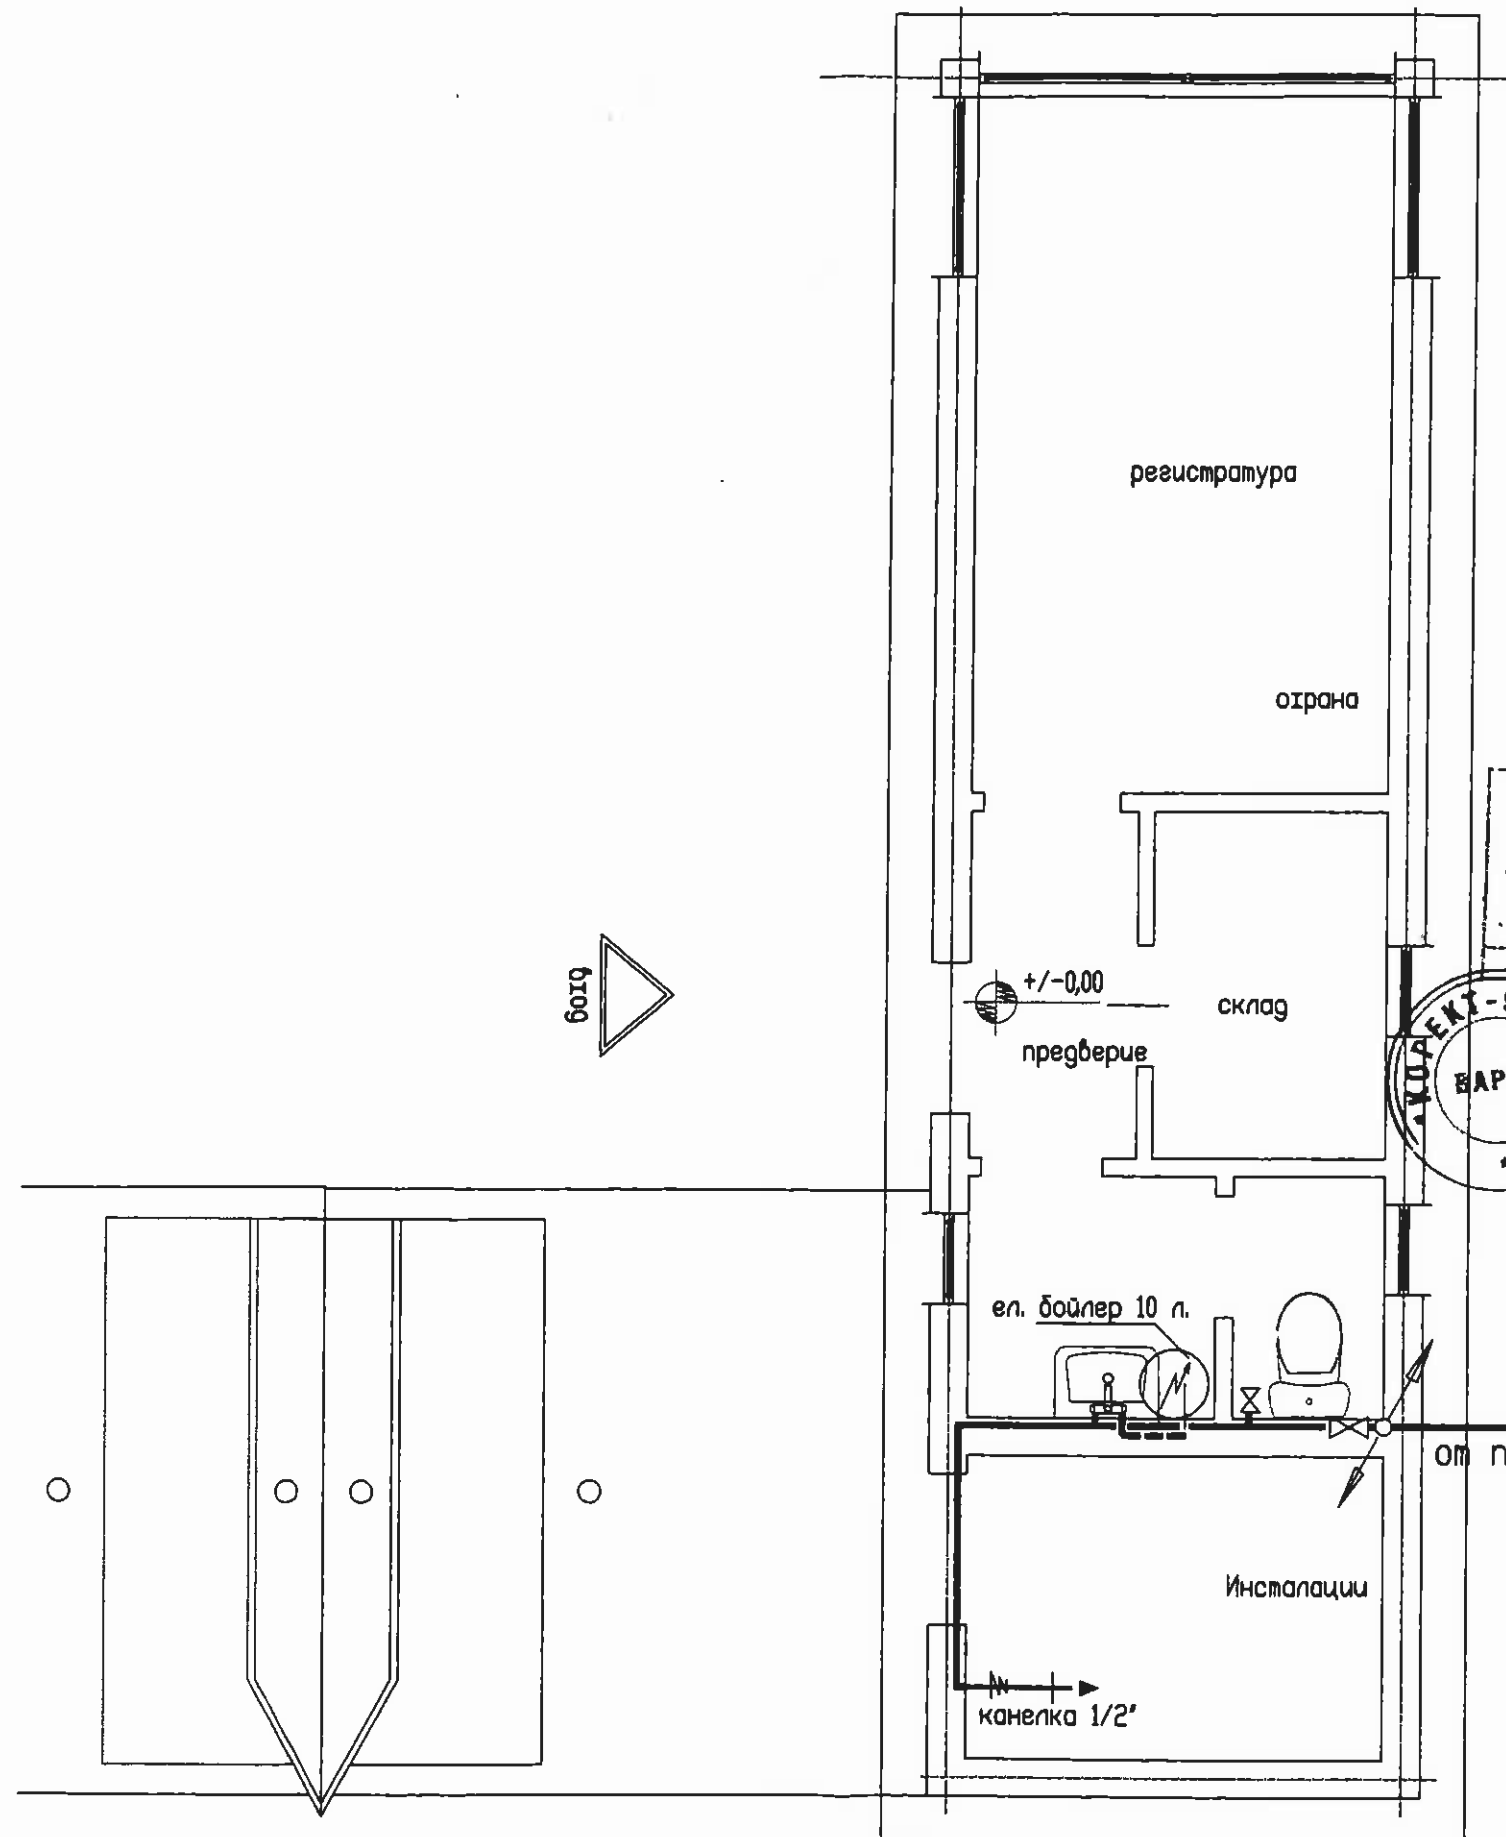 регистратура
охрана
вход
+/-0,00
склад
предверие
ел. бойлер 10 л.
от
Инсталации
канелка 1/2"